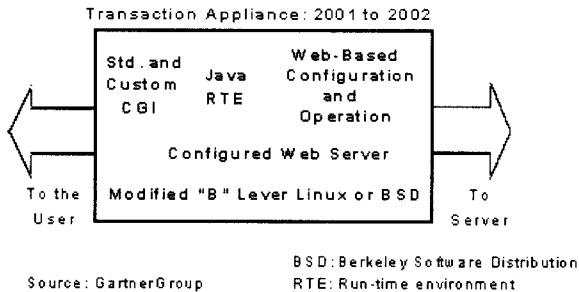 Transaction Appliance: 2001 to 2002
Std. and Custom CGI
Java RTE
Web-Based Configuration and Operation
Configured Web Server
Modified "B" Lever Linux or BSD
To the User
To Server
BSD: Berkeley Software Distribution
Source: GartnerGroup
RTE: Run-time environment